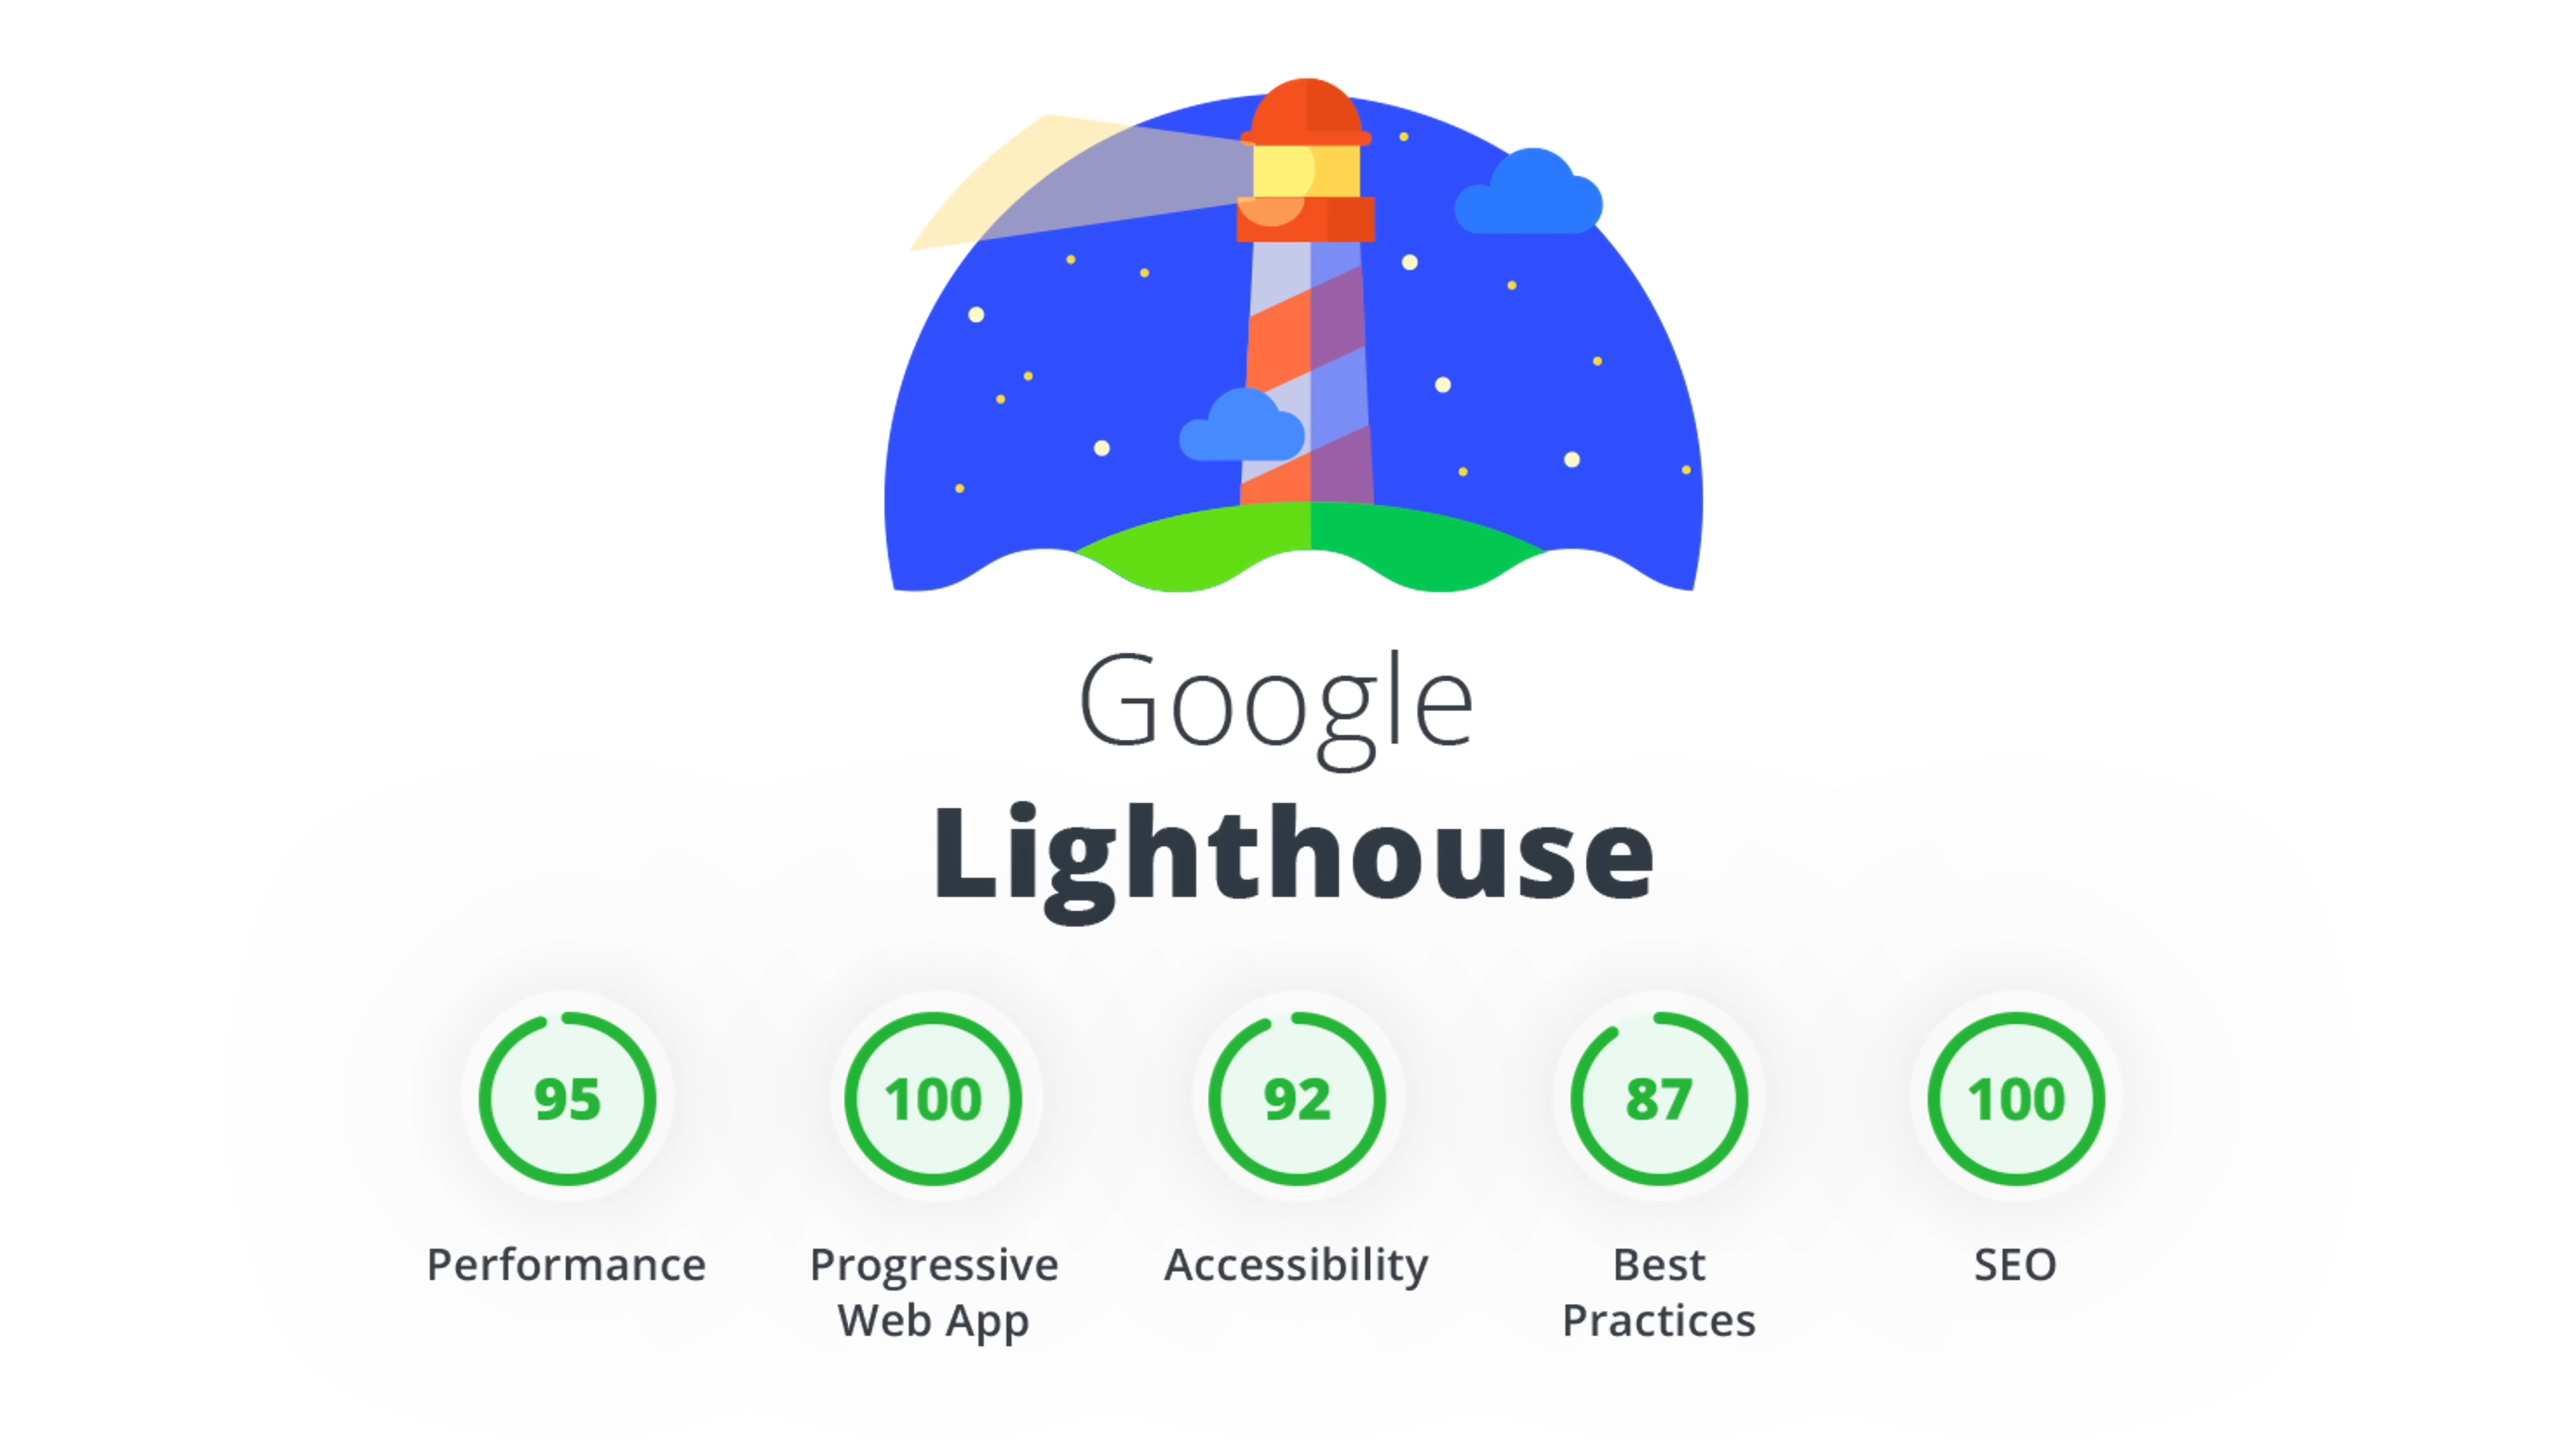 Google
Lighthouse
95
100
92
87
100
Performance
Progressive
Web App
Accessibility
Best
Practices
SEO